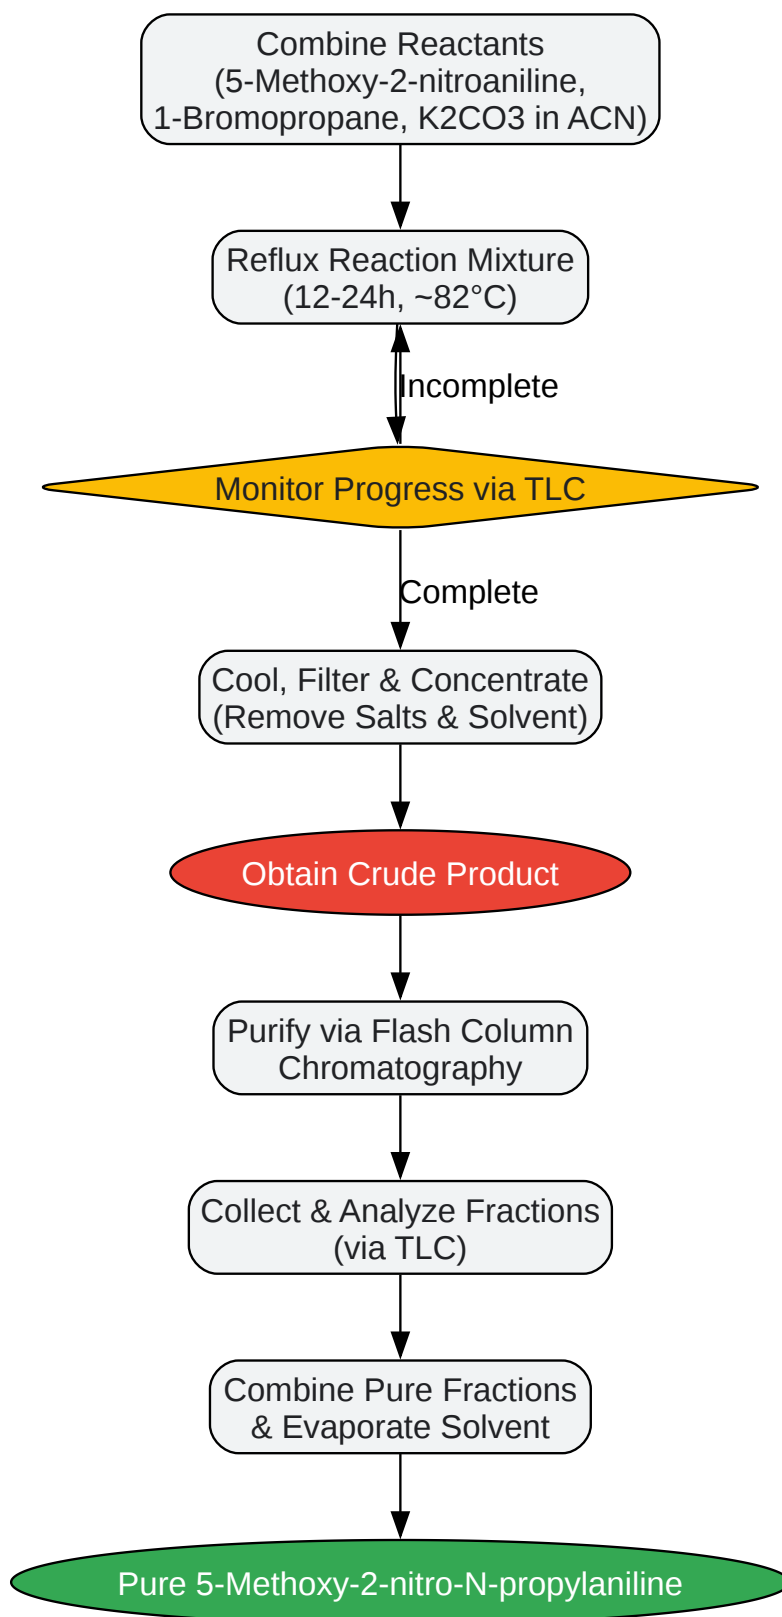 Combine Reactants
(5-Methoxy-2-nitroaniline,
1-Bromopropane, K2CO3 in ACN)
Reflux Reaction Mixture
(12-24h, ~82°C)
Incomplete
Monitor Progress via TLC
Complete
Cool, Filter & Concentrate
(Remove Salts & Solvent)
Obtain Crude Product
Purify via Flash Column
Chromatography
Collect & Analyze Fractions
(via TLC)
Combine Pure Fractions
& Evaporate Solvent
Pure 5-Methoxy-2-nitro-N-propylaniline